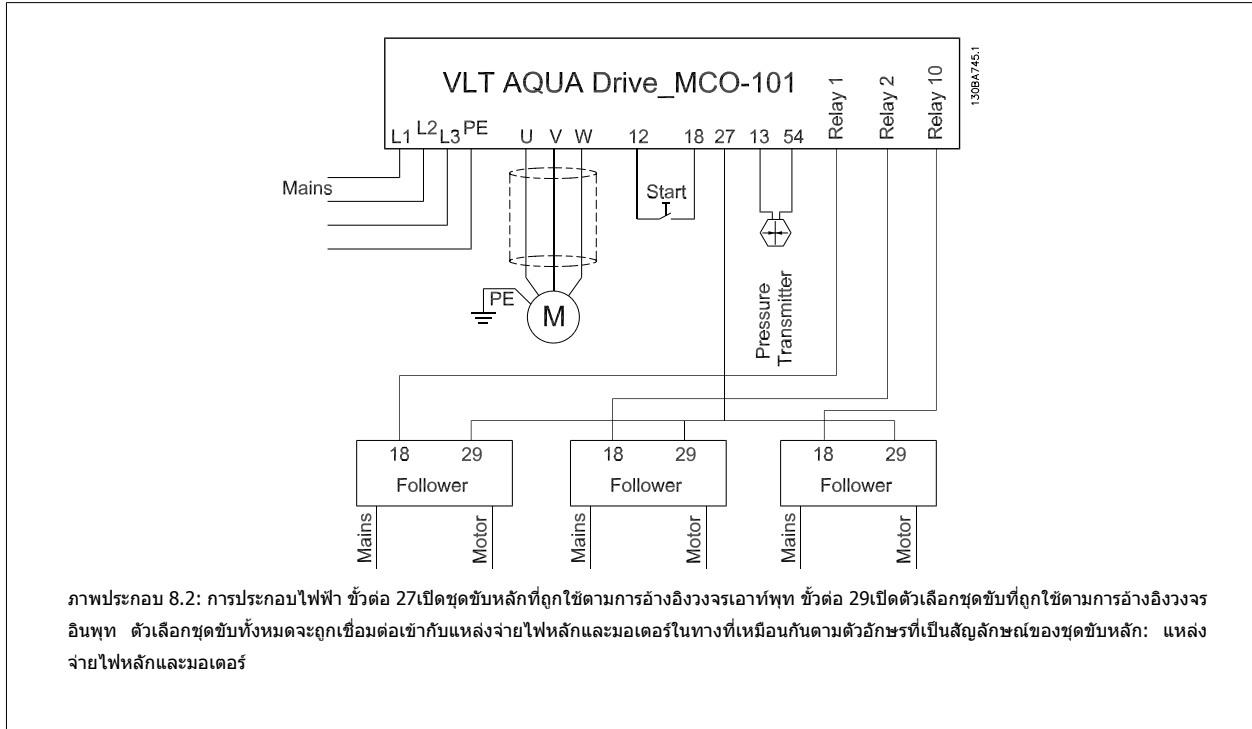 VLT AQUA Drive_MCO-101
130BA745.1
Relay 1
Relay 2
Relay 10
L1 L2 L3 PE U V W 12 18 27 13 54
Mains
Start
PE
M
Pressure
Transmitter
18 29
Follower
Mains
Motor
18 29
Follower
Mains
Motor
18 29
Follower
Mains
Motor
ภาพประกอบ 8.2: การประกอบไฟฟ้า ขั้วต่อ 27เปิดชุดขับหลักที่ถูกใช้ตามการอ้างอิงวงจรเอาท์พุท ขั้วต่อ 29เปิดตัวเลือกชุดขับที่ถูกใช้ตามการอ้างอิงวงจร
อินพุท ตัวเลือกชุดขับทั้งหมดจะถูกเชื่อมต่อเข้ากับแหล่งจ่ายไฟหลักและมอเตอร์ในทางที่เหมือนกันตามตัวอักษรที่เป็นสัญลักษณ์ของชุดขับหลัก: แหล่ง
จ่ายไฟหลักและมอเตอร์